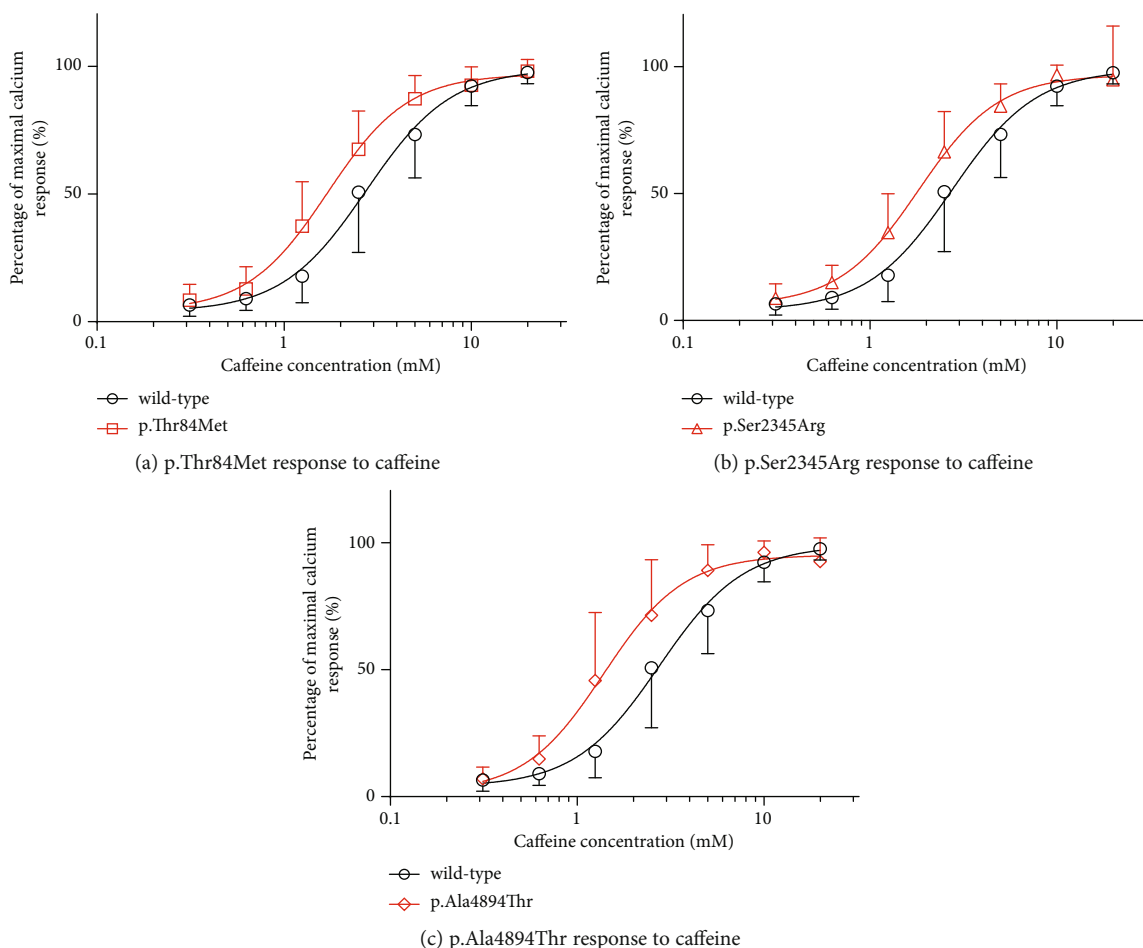 100
50
0
0.1
1
10
Percentage of maximal calcium
response (%)
Caffeine concentration (mM)
wild-type
p.Thr84Met
(a) p.Thr84Met response to caffeine
100
50
0
0.1
1
10
Percentage of maximal calcium
response (%)
Caffeine concentration (mM)
wild-type
p.Ser2345Arg
(b) p.Ser2345Arg response to caffeine
100
50
0
0.1
1
10
Percentage of maximal calcium
response (%)
Caffeine concentration (mM)
wild-type
p.Ala4894Thr
(c) p.Ala4894Thr response to caffeine